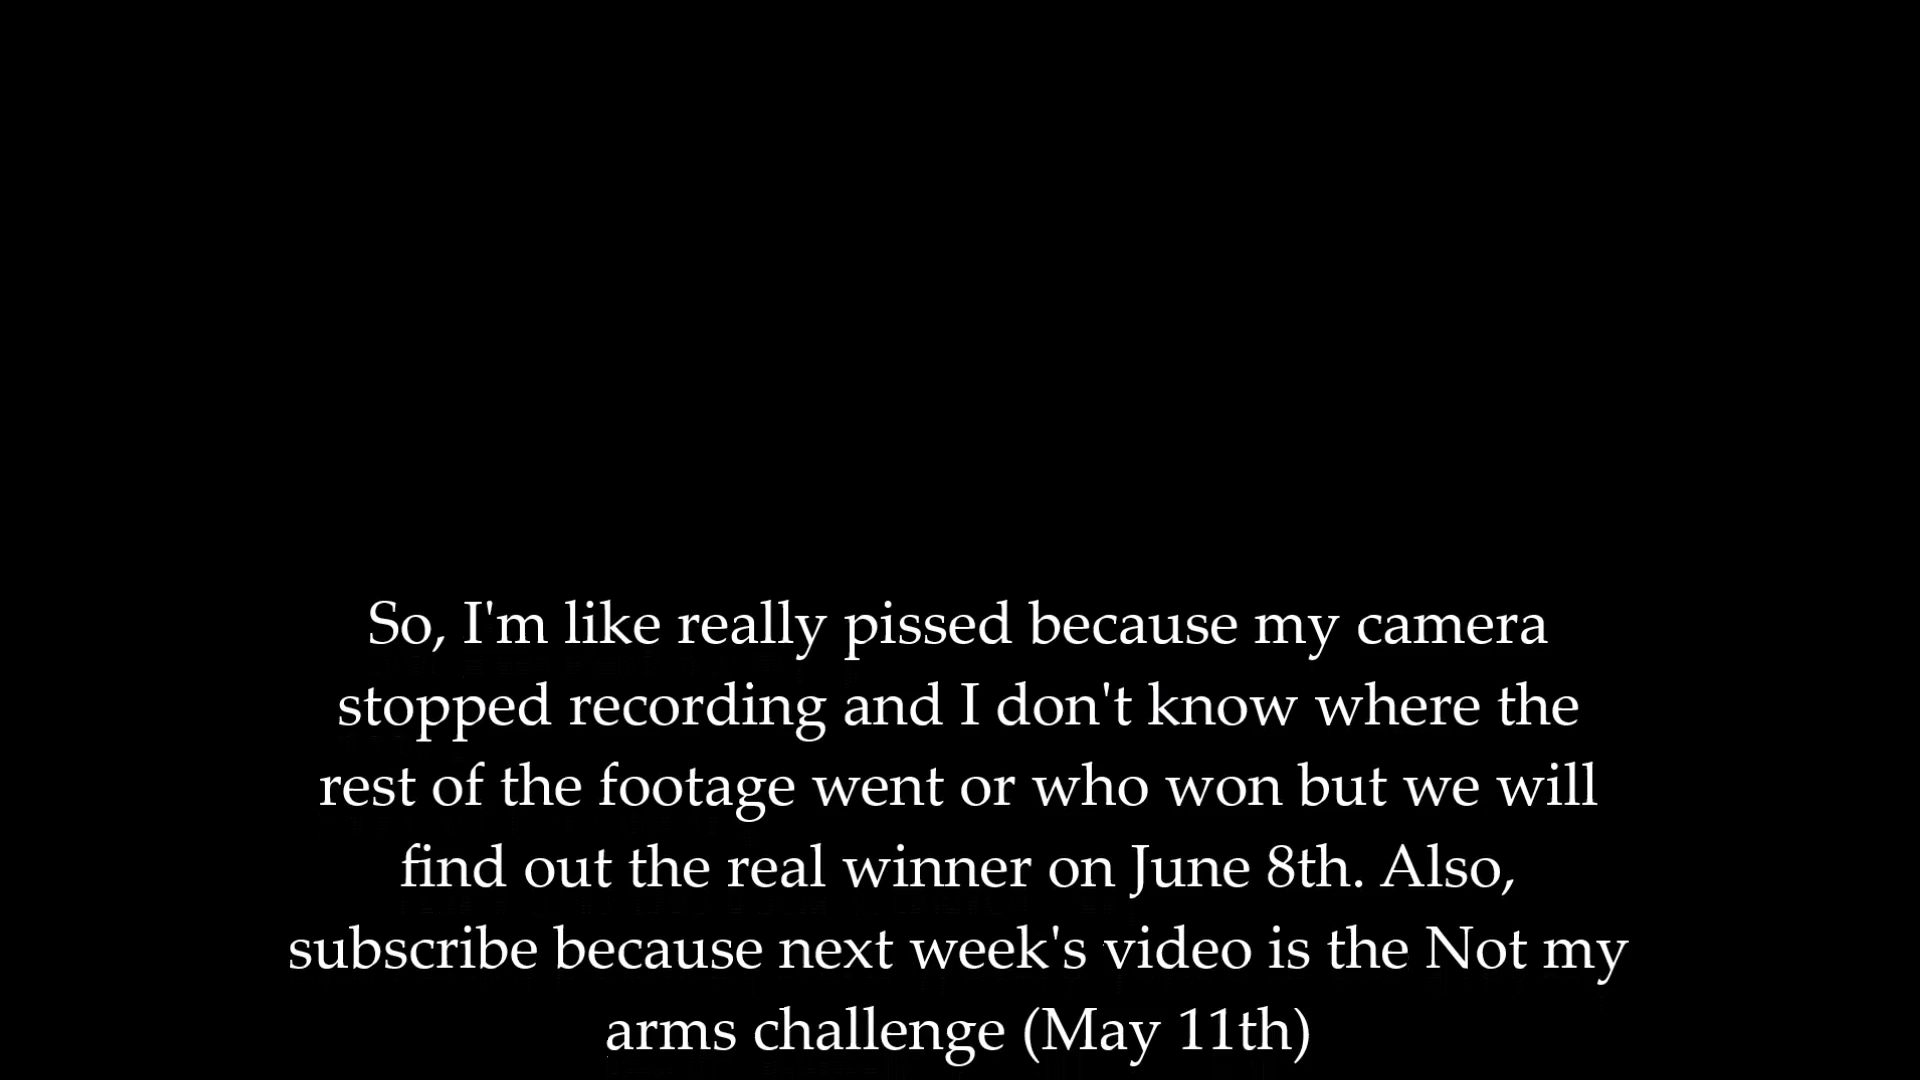 So, I'm like really pissed because my camera
stopped recording and I don't know where the
rest of the footage went or who won but we will
find out the real winner on June 8th. Also,
subscribe because next week's video is the Not my
arms challenge (May 11th)